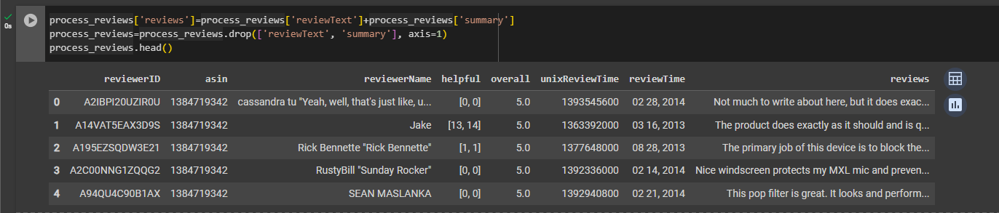 process_reviews['reviews']=process_reviews['reviewText']+process_reviews['summary']
process_reviews=process_reviews.drop(['reviewText', 'summary'], axis=1)
process_reviews.head()
0s
reviewerID asin reviewerName helpful overall unixReviewTime reviewTime reviews
0 A2IBPI20UZIR0U 1384719342 cassandra tu "Yeah, well, that's just like, u... [0, 0] 5.0 1393545600 02 28, 2014 Not much to write about here, but it does exac...
1 A14VAT5EAX3D9S 1384719342 Jake [13, 14] 5.0 1363392000 03 16, 2013 The product does exactly as it should and is q...
2 A195EZSQDW3E21 1384719342 Rick Bennette "Rick Bennette" [1, 1] 5.0 1377648000 08 28, 2013 The primary job of this device is to block the...
3 A2C00NNG1ZQQG2 1384719342 RustyBill "Sunday Rocker" [0, 0] 5.0 1392336000 02 14, 2014 Nice windscreen protects my MXL mic and preven...
4 A94QU4C90B1AX 1384719342 SEAN MASLANKA [0, 0] 5.0 1392940800 02 21, 2014 This pop filter is great. It looks and perform...